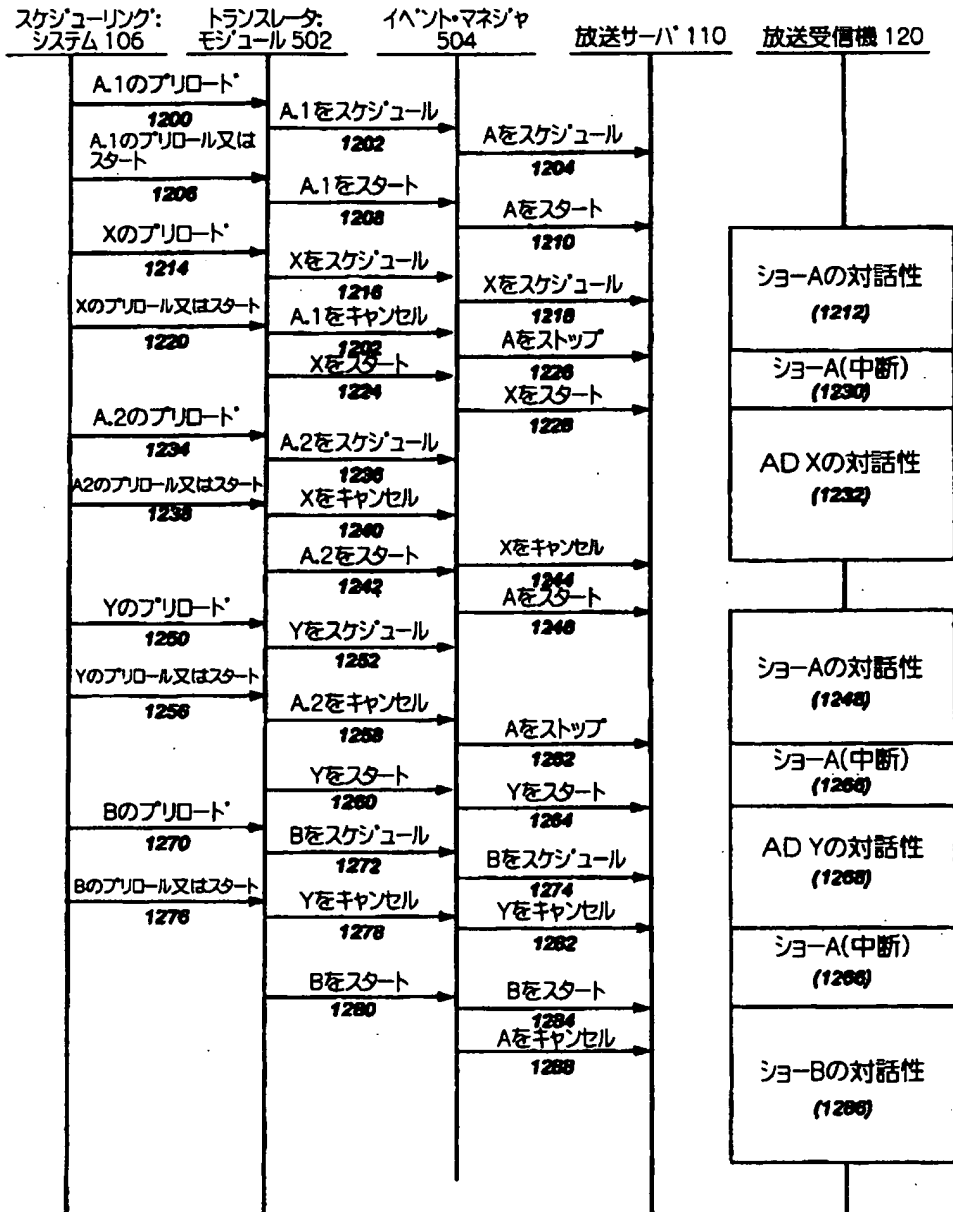 スケジューリング:
システム 106
トランスレータ:
モジュール 502
イベント・マネジャ
504
放送サーバ 110
放送受信機 120
A.1のプリロード
1200
A.1をスケジュール
1202
Aをスケジュール
1204
A.1のプリロール又は
スタート
1206
A.1をスタート
1208
Aをスタート
1210
Xのプリロード
1214
Xをスケジュール
1216
Xをスケジュール
1218
ショーAの対話性
(1212)
Xのプリロール又はスタート
1220
A.1をキャンセル
1202
Aをストップ
1226
Xをスタート
1224
Xをスタート
1228
ショーA(中断)
(1230)
A.2のプリロード
1234
A.2をスケジュール
1236
AD Xの対話性
(1232)
A2のプリロール又はスタート
1238
Xをキャンセル
1240
A.2をスタート
1242
Xをキャンセル
1244
Aをスタート
1246
Yのプリロード
1250
Yをスケジュール
1252
ショーAの対話性
(1248)
Yのプリロール又はスタート
1256
A.2をキャンセル
1258
Aをストップ
1262
ショーA(中断)
(1266)
Yをスタート
1260
Yをスタート
1264
Bのプリロード
1270
Bをスケジュール
1272
Bをスケジュール
1274
AD Yの対話性
(1268)
Bのプリロール又はスタート
1276
Yをキャンセル
1278
Yをキャンセル
1282
ショーA(中断)
(1266)
Bをスタート
1280
Bをスタート
1284
Aをキャンセル
1288
ショーBの対話性
(1286)